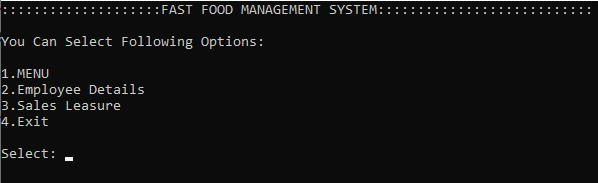 ::::::::::::::::::::FAST FOOD MANAGEMENT SYSTEM:::::::::::::::::::::::::::
You Can Select Following Options:
1.MENU
2.Employee Details
3.Sales Leasure
4.Exit
Select: